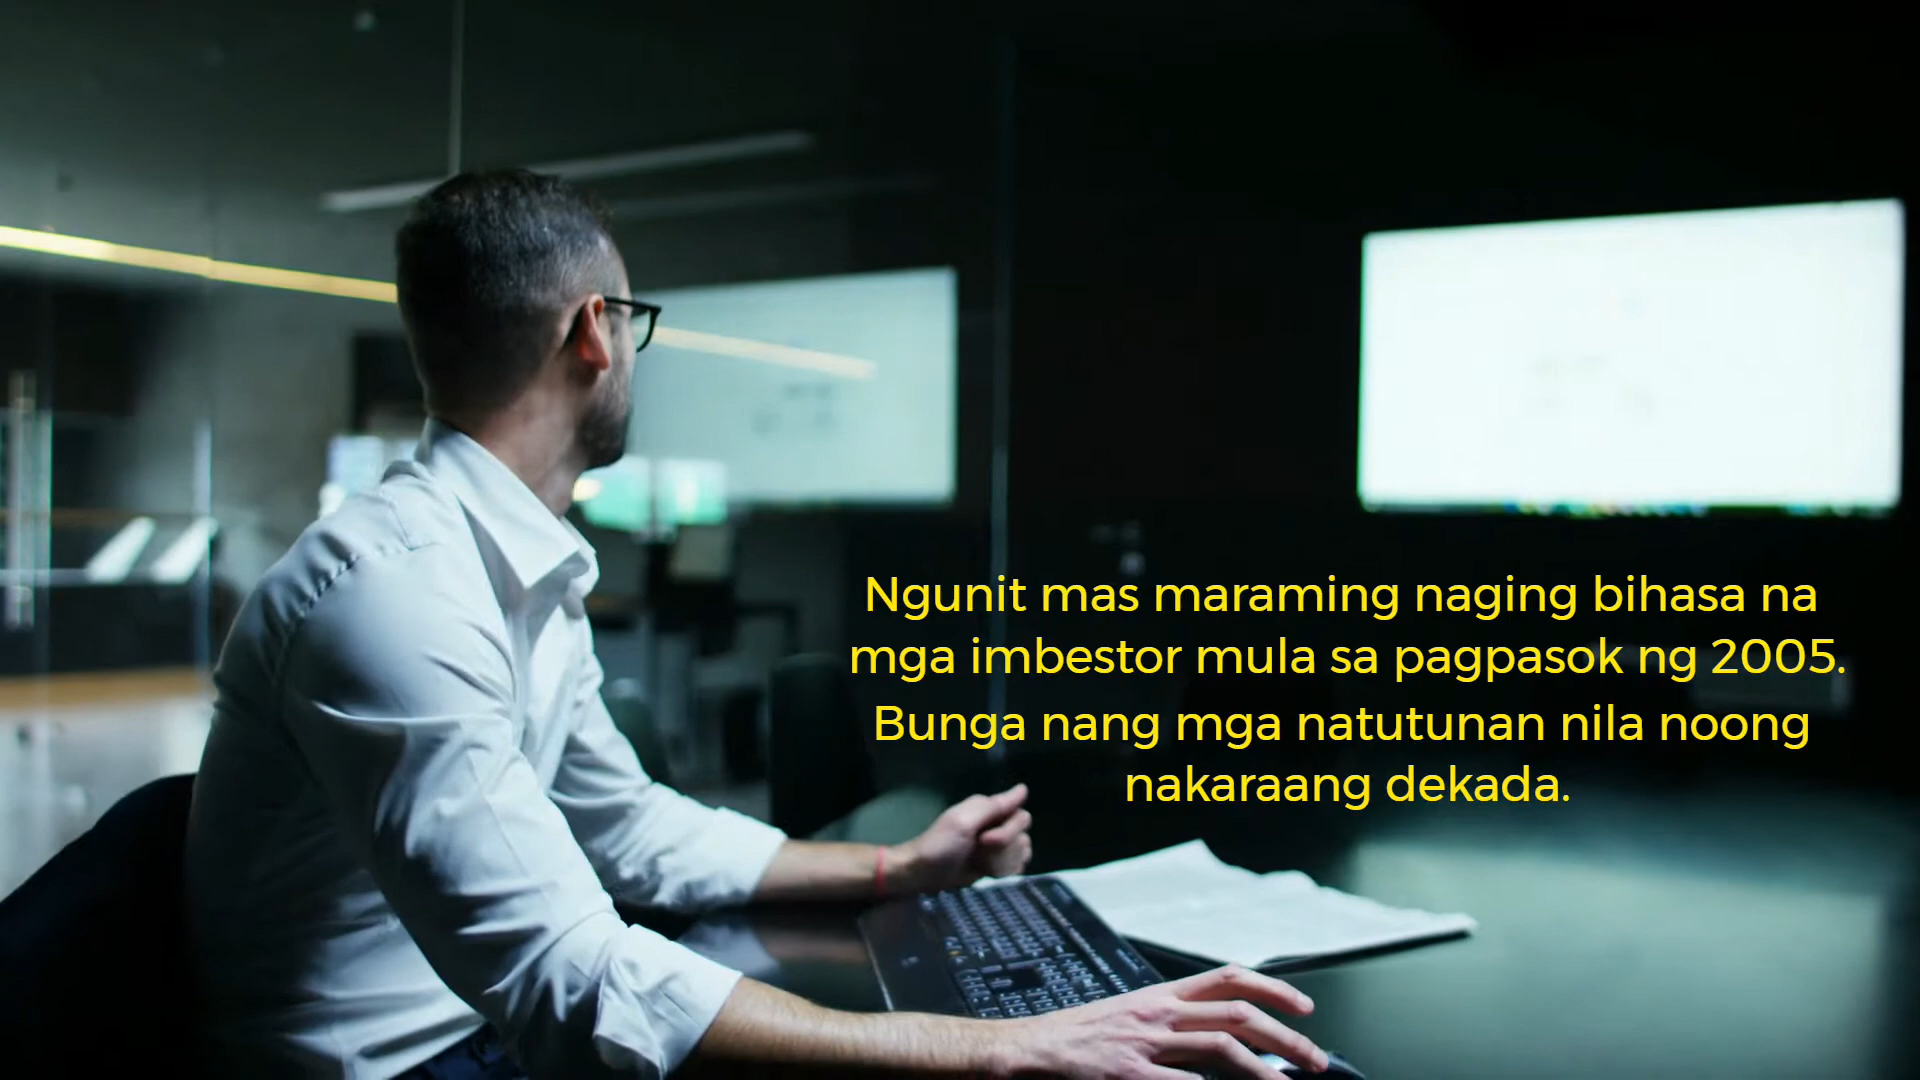 Ngunit mas maraming naging bihasa na
mga imbestor mula sa pagpasok ng 2005.
Bunga nang mga natutunan nila noong
nakaraang dekada.